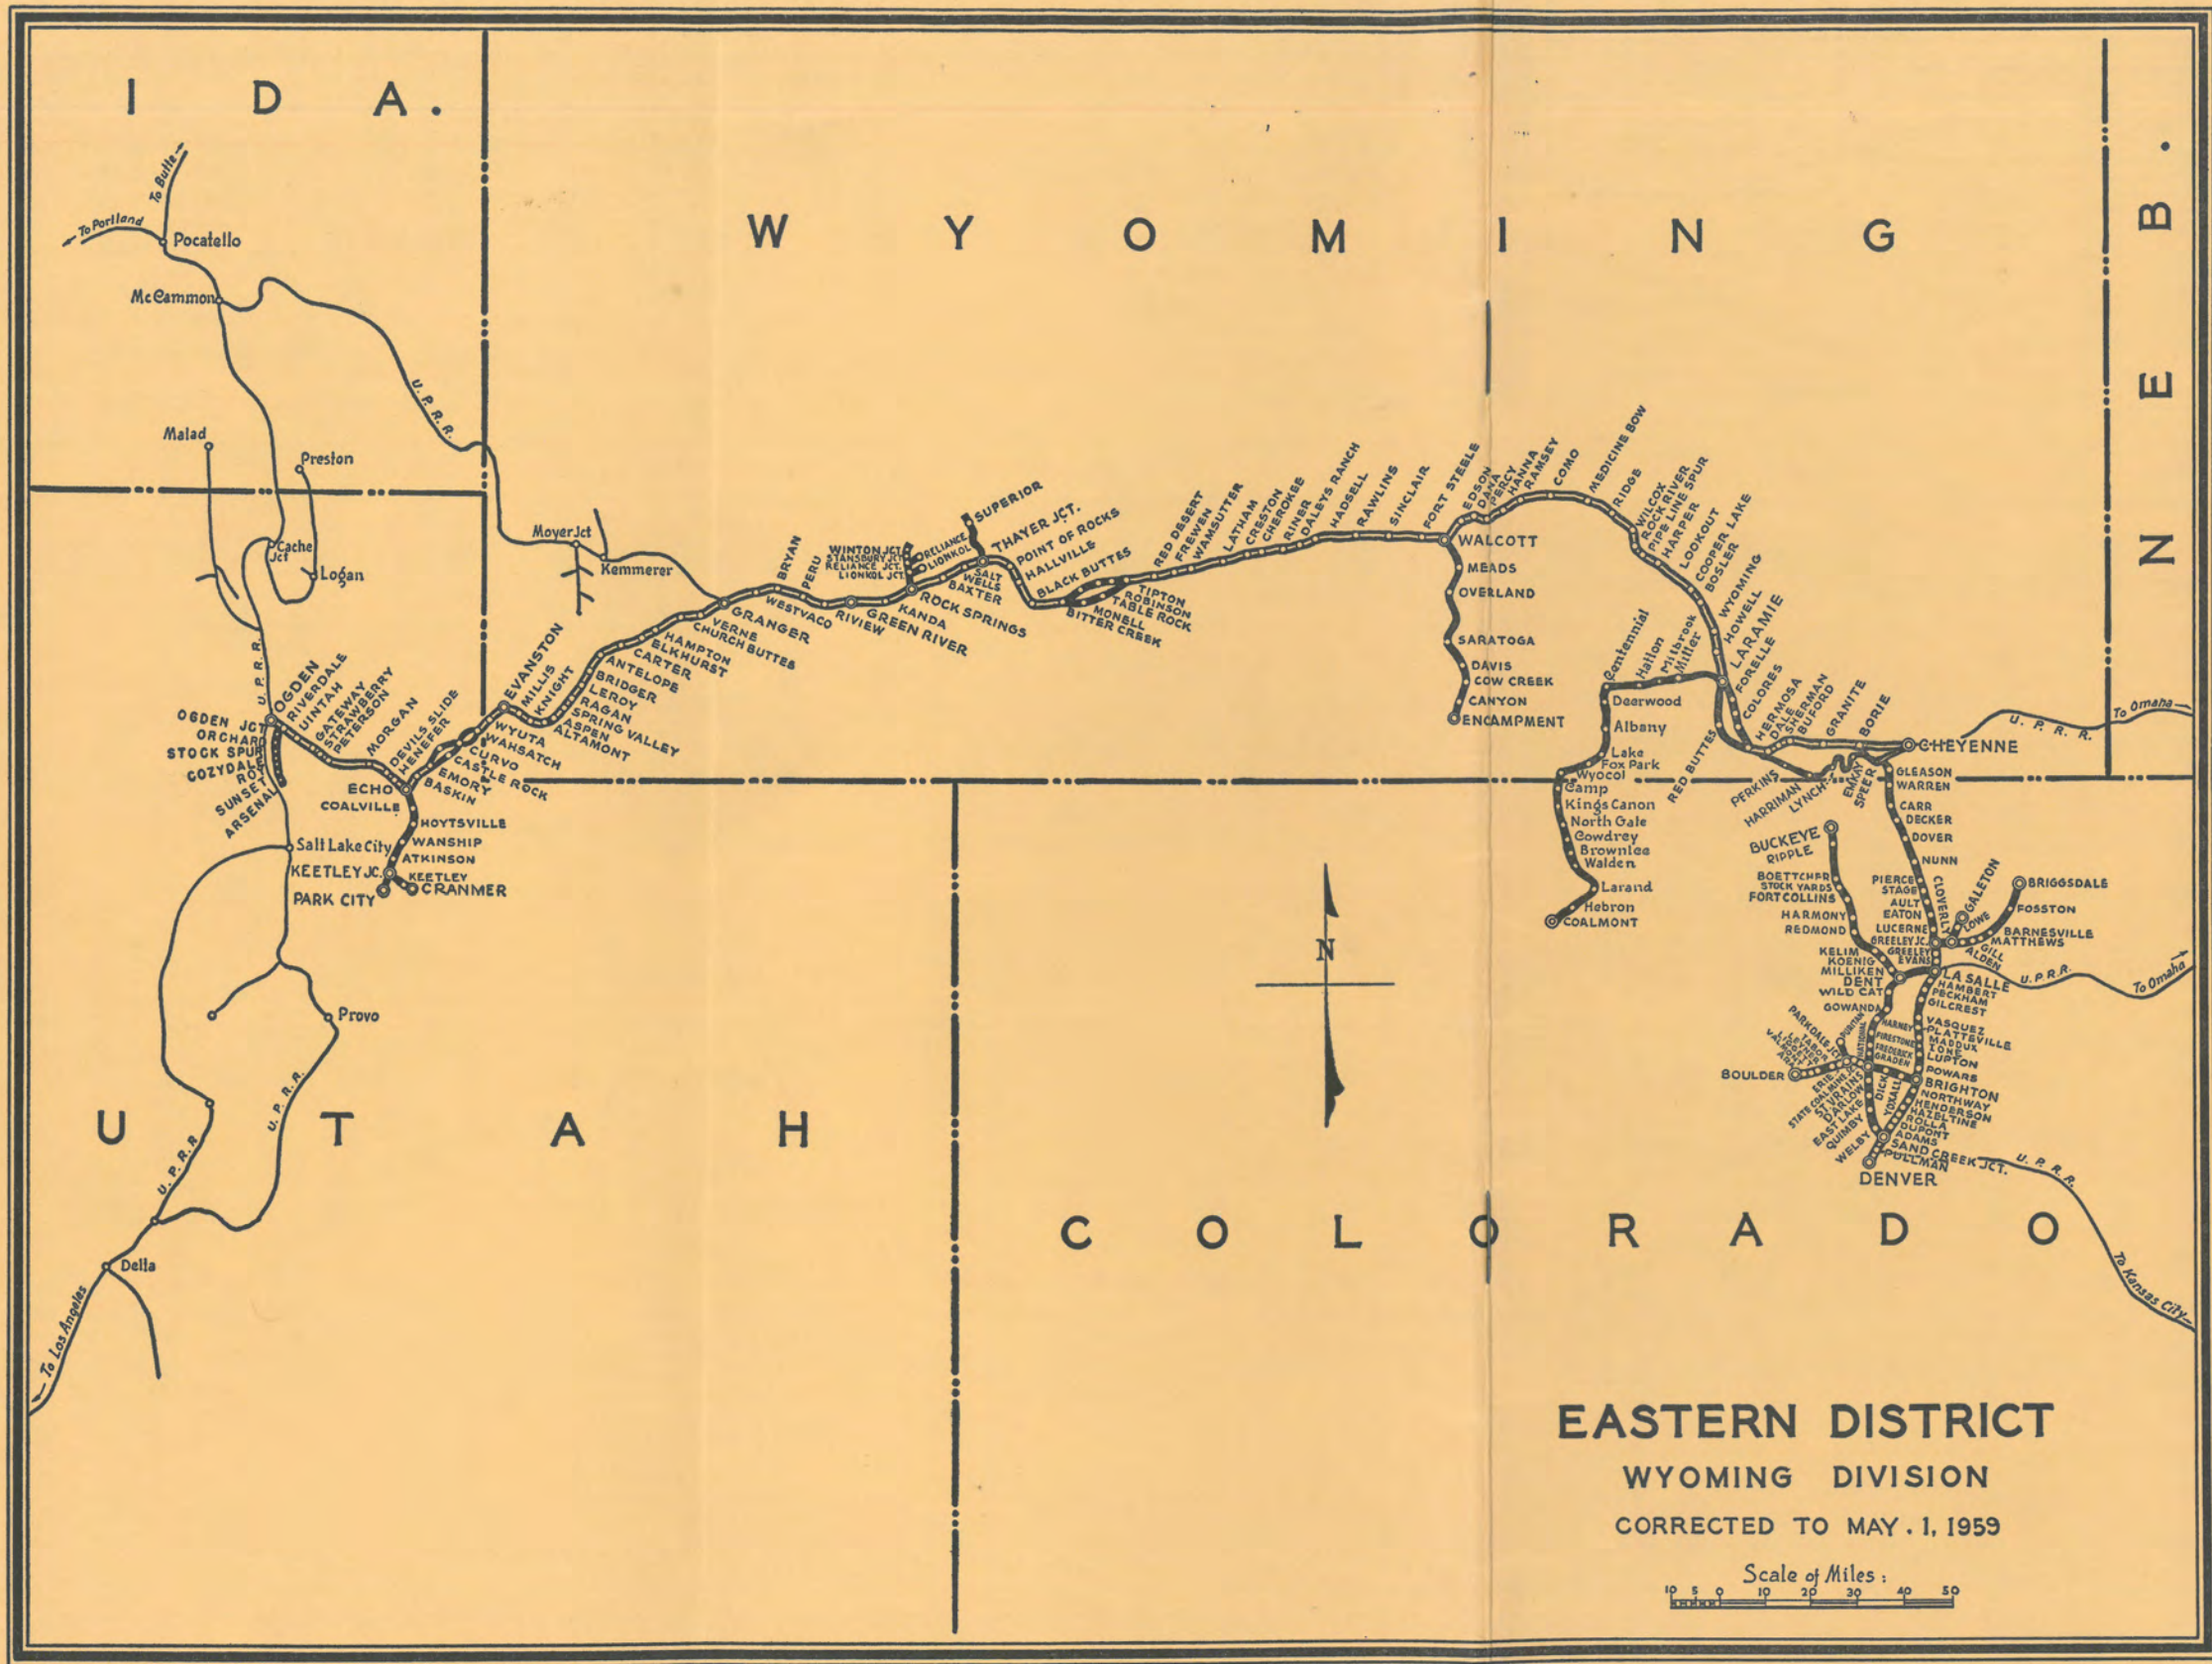 I D A.
W Y O M I N G
N E B.
U T A H
C O L O R A D O
To Butte
To Portland
Pocatello
McCammon
U. P. R. R.
Malad
Preston
Cache
Jct
Logan
Moyer Jct
Kemmerer
U. P. R. R.
OGDEN
RIVERDALE
UINTAH
GATEWAY
STRAWBERRY
PETERSON
MORGAN
DEVILS SLIDE
HENEFER
OGDEN JCT
ORCHARD
STOCK SPUR
COZYDALE
ROY
SUNSET
ARSENAL
ECHO
COALVILLE
HOYTSVILLE
WANSHIP
ATKINSON
KEETLEY JC.
KEETLEY
CRANMER
PARK CITY
Salt Lake City
Provo
U. P. R. R.
U. P. R. R
Della
To Los Angeles
EVANSTON
MILLIS
KNIGHT
WYUTA
WAHSATCH
CURVO
CASTLE ROCK
EMORY
BASKIN
ALTAMONT
ASPEN
SPRING VALLEY
RAGAN
LEROY
BRIDGER
ANTELOPE
CARTER
ELKHURST
HAMPTON
CHURCH BUTTES
VERNE
GRANGER
WESTVACO
BRYAN
PERU
RIVIEW
GREEN RIVER
KANDA
ROCK SPRINGS
WINTON JCT.
STANSBURY JCT.
RELIANCE JCT.
LIONKOL JCT.
RELIANCE
LIONKOL
SUPERIOR
THAYER JCT.
SALT
WELLS
BAXTER
POINT OF ROCKS
HALLVILLE
BLACK BUTTES
BITTER CREEK
MONELL
TABLE ROCK
ROBINSON
TIPTON
RED DESERT
FREWEN
WAMSUTTER
LATHAM
CRESTON
CHEROKEE
RINER
DALEYS RANCH
HADSELL
RAWLINS
SINCLAIR
FORT STEELE
WALCOTT
MEADS
OVERLAND
SARATOGA
DAVIS
COW CREEK
CANYON
ENCAMPMENT
EDSON
DANA
PERCY
HANNA
RAMSEY
COMO
MEDICINE BOW
RIDGE
WILCOX
ROCK RIVER
PIPE LINE SPUR
HARPER
LOOKOUT
COOPER LAKE
BOSLER
WYOMING
HOWELL
LARAMIE
FORELLE
COLORES
HERMOSA
DALE
SHERMAN
BUFORD
GRANITE
BORIE
CHEYENNE
U. P. R. R.
To Omaha
RED BUTTES
PERKINS
HARRIMAN
LYNCH
EMKAY
SPEER
Centennial
Hatton
Milbrook
Miller
Deerwood
Albany
Lake
Fox Park
Wyocol
Camp
Kings Canon
North Gale
Cowdrey
Brownlee
Walden
Larand
Hebron
COALMONT
GLEASON
WARREN
CARR
DECKER
DOVER
NUNN
PIERCE
STAGE
AULT
EATON
LUCERNE
GREELEY JC.
GREELEY
EVANS
CLOVERLY
GALETON
LOWE
GILL
ALDEN
BRIGGSDALE
FOSSTON
BARNESVILLE
MATTHEWS
LA SALLE
U. P. R. R.
To Omaha
BUCKEYE
RIPPLE
BOETTCHER
STOCK YARDS
FORT COLLINS
HARMONY
REDMOND
KELIM
KOENIG
MILLIKEN
DENT
WILD CAT
GOWANDA
HAMBERT
PECKHAM
GILCREST
VASQUEZ
PLATTEVILLE
MADDUX
IONE
LUPTON
POWARS
BRIGHTON
NORTHWAY
HENDERSON
HAZELTINE
ROLLA
DUPONT
ADAMS
SAND CREEK JCT.
PULLMAN
DENVER
PURITAN
NATIONAL
HARNEY
FIRESTONE
FREDERICK
GRADEN
PARKDALE JCT
TABOR
LEYNER
VALMONT
BOULDER
ERIE
STATE COAL MINE JC.
ST VRAINS
DARLOW
EAST LAKE
QUIMBY
WELBY
DICK
YOXALL
U. P. R. R.
To Kansas City
N
EASTERN DISTRICT
WYOMING DIVISION
CORRECTED TO MAY. 1, 1959
Scale of Miles:
10 5 0 10 20 30 40 50